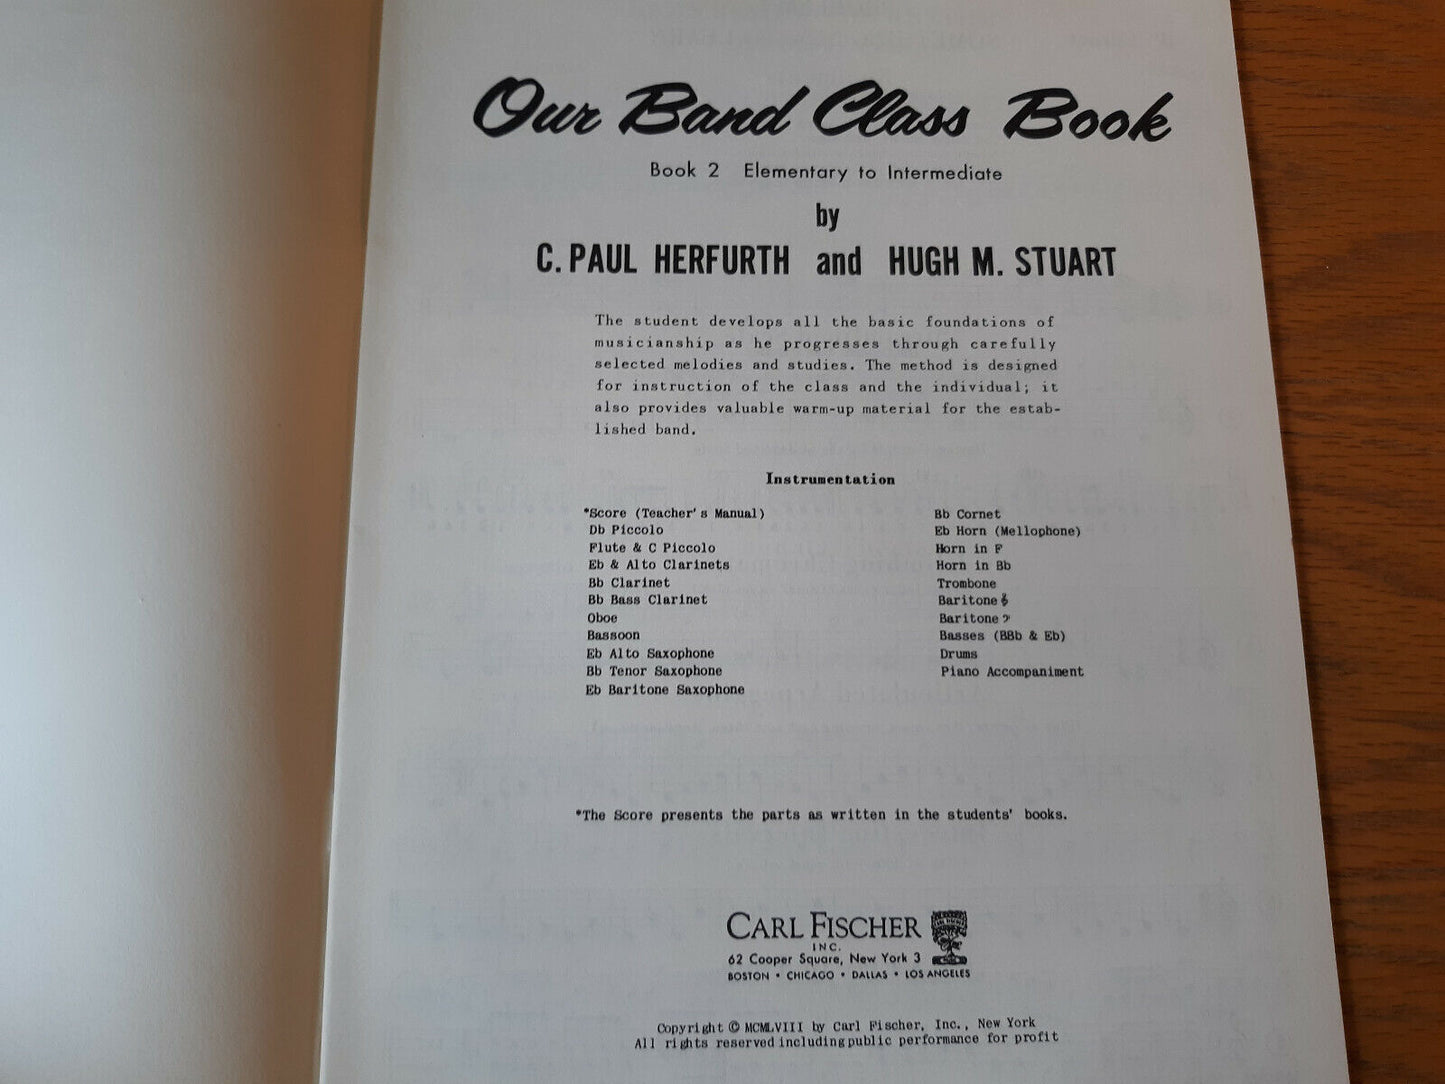 Our Band Class Book
Book 2 Elementary to Intermediate
by
C. PAUL HERFURTH and HUGH M. STUART
The student develops all the basic foundations of
musicianship as he progresses through carefully
selected melodies and studies. The method is designed
for instruction of the class and the individual; it
also provides valuable warm-up material for the estab-
lished band.
Instrumentation
*Score (Teacher's Manual)
Db Piccolo
Flute & C Piccolo
Eb & Alto Clarinets
Bb Clarinet
Bb Bass Clarinet
Oboe
Bassoon
Eb Alto Saxophone
Bb Tenor Saxophone
Eb Baritone Saxophone
Bb Cornet
Eb Horn (Mellophone)
Horn in F
Horn in Bb
Trombone
Baritone 𝄞
Baritone 𝄢
Basses (BBb & Eb)
Drums
Piano Accompaniment
*The Score presents the parts as written in the students' books.
CARL FISCHER
INC.
62 Cooper Square, New York 3
BOSTON • CHICAGO • DALLAS • LOS ANGELES
Copyright © MCMLVIII by Carl Fischer, Inc., New York
All rights reserved including public performance for profit